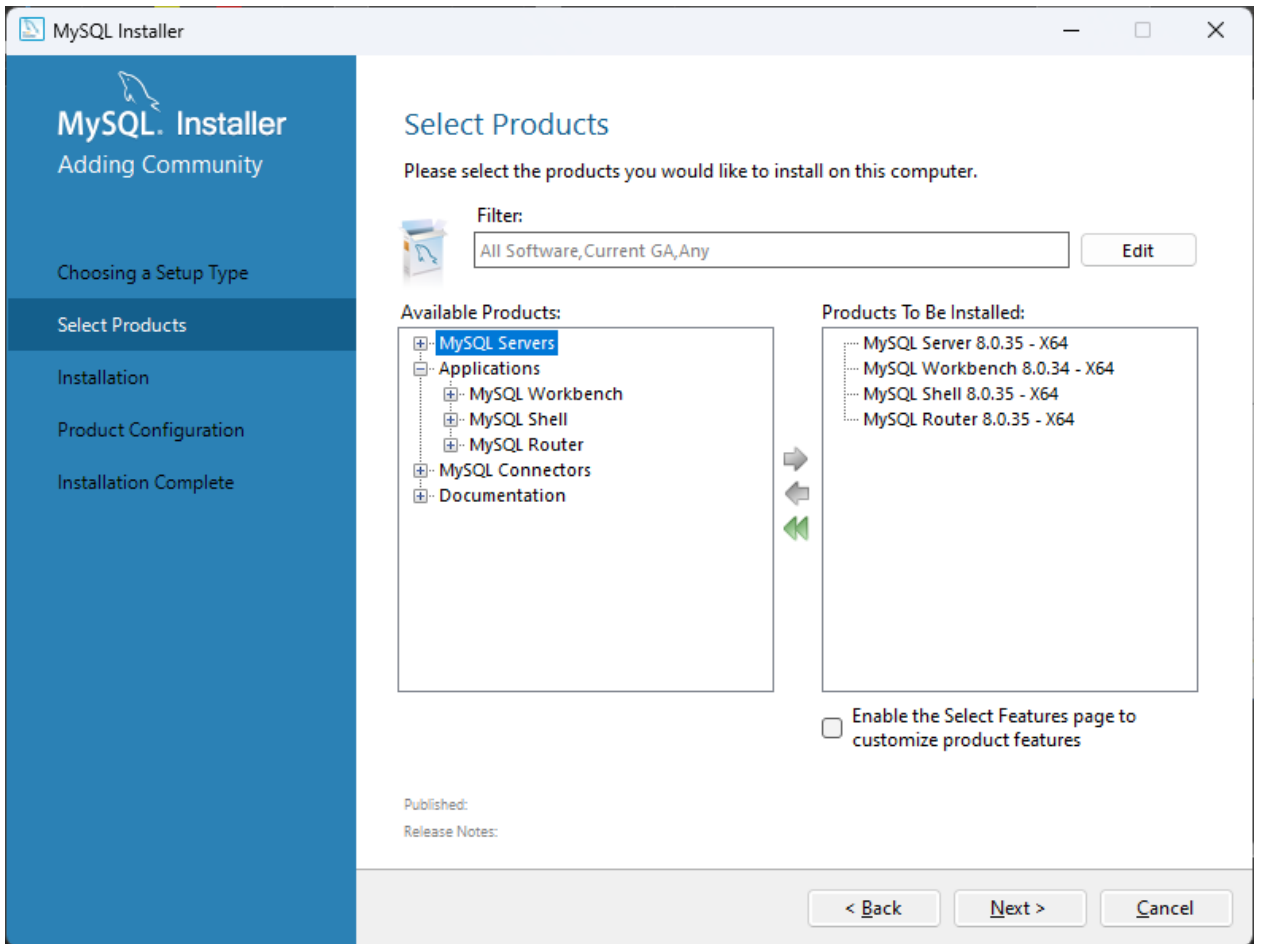 MySQL Installer
MySQL. Installer
Adding Community
Choosing a Setup Type
Select Products
Installation
Product Configuration
Installation Complete
Select Products
Please select the products you would like to install on this computer.
Filter:
All Software,Current GA,Any
Edit
Available Products:
MySQL Servers
Applications
MySQL Workbench
MySQL Shell
MySQL Router
MySQL Connectors
Documentation
Products To Be Installed:
MySQL Server 8.0.35 - X64
MySQL Workbench 8.0.34 - X64
MySQL Shell 8.0.35 - X64
MySQL Router 8.0.35 - X64
Enable the Select Features page to
customize product features
Published:
Release Notes:
< Back
Next >
Cancel